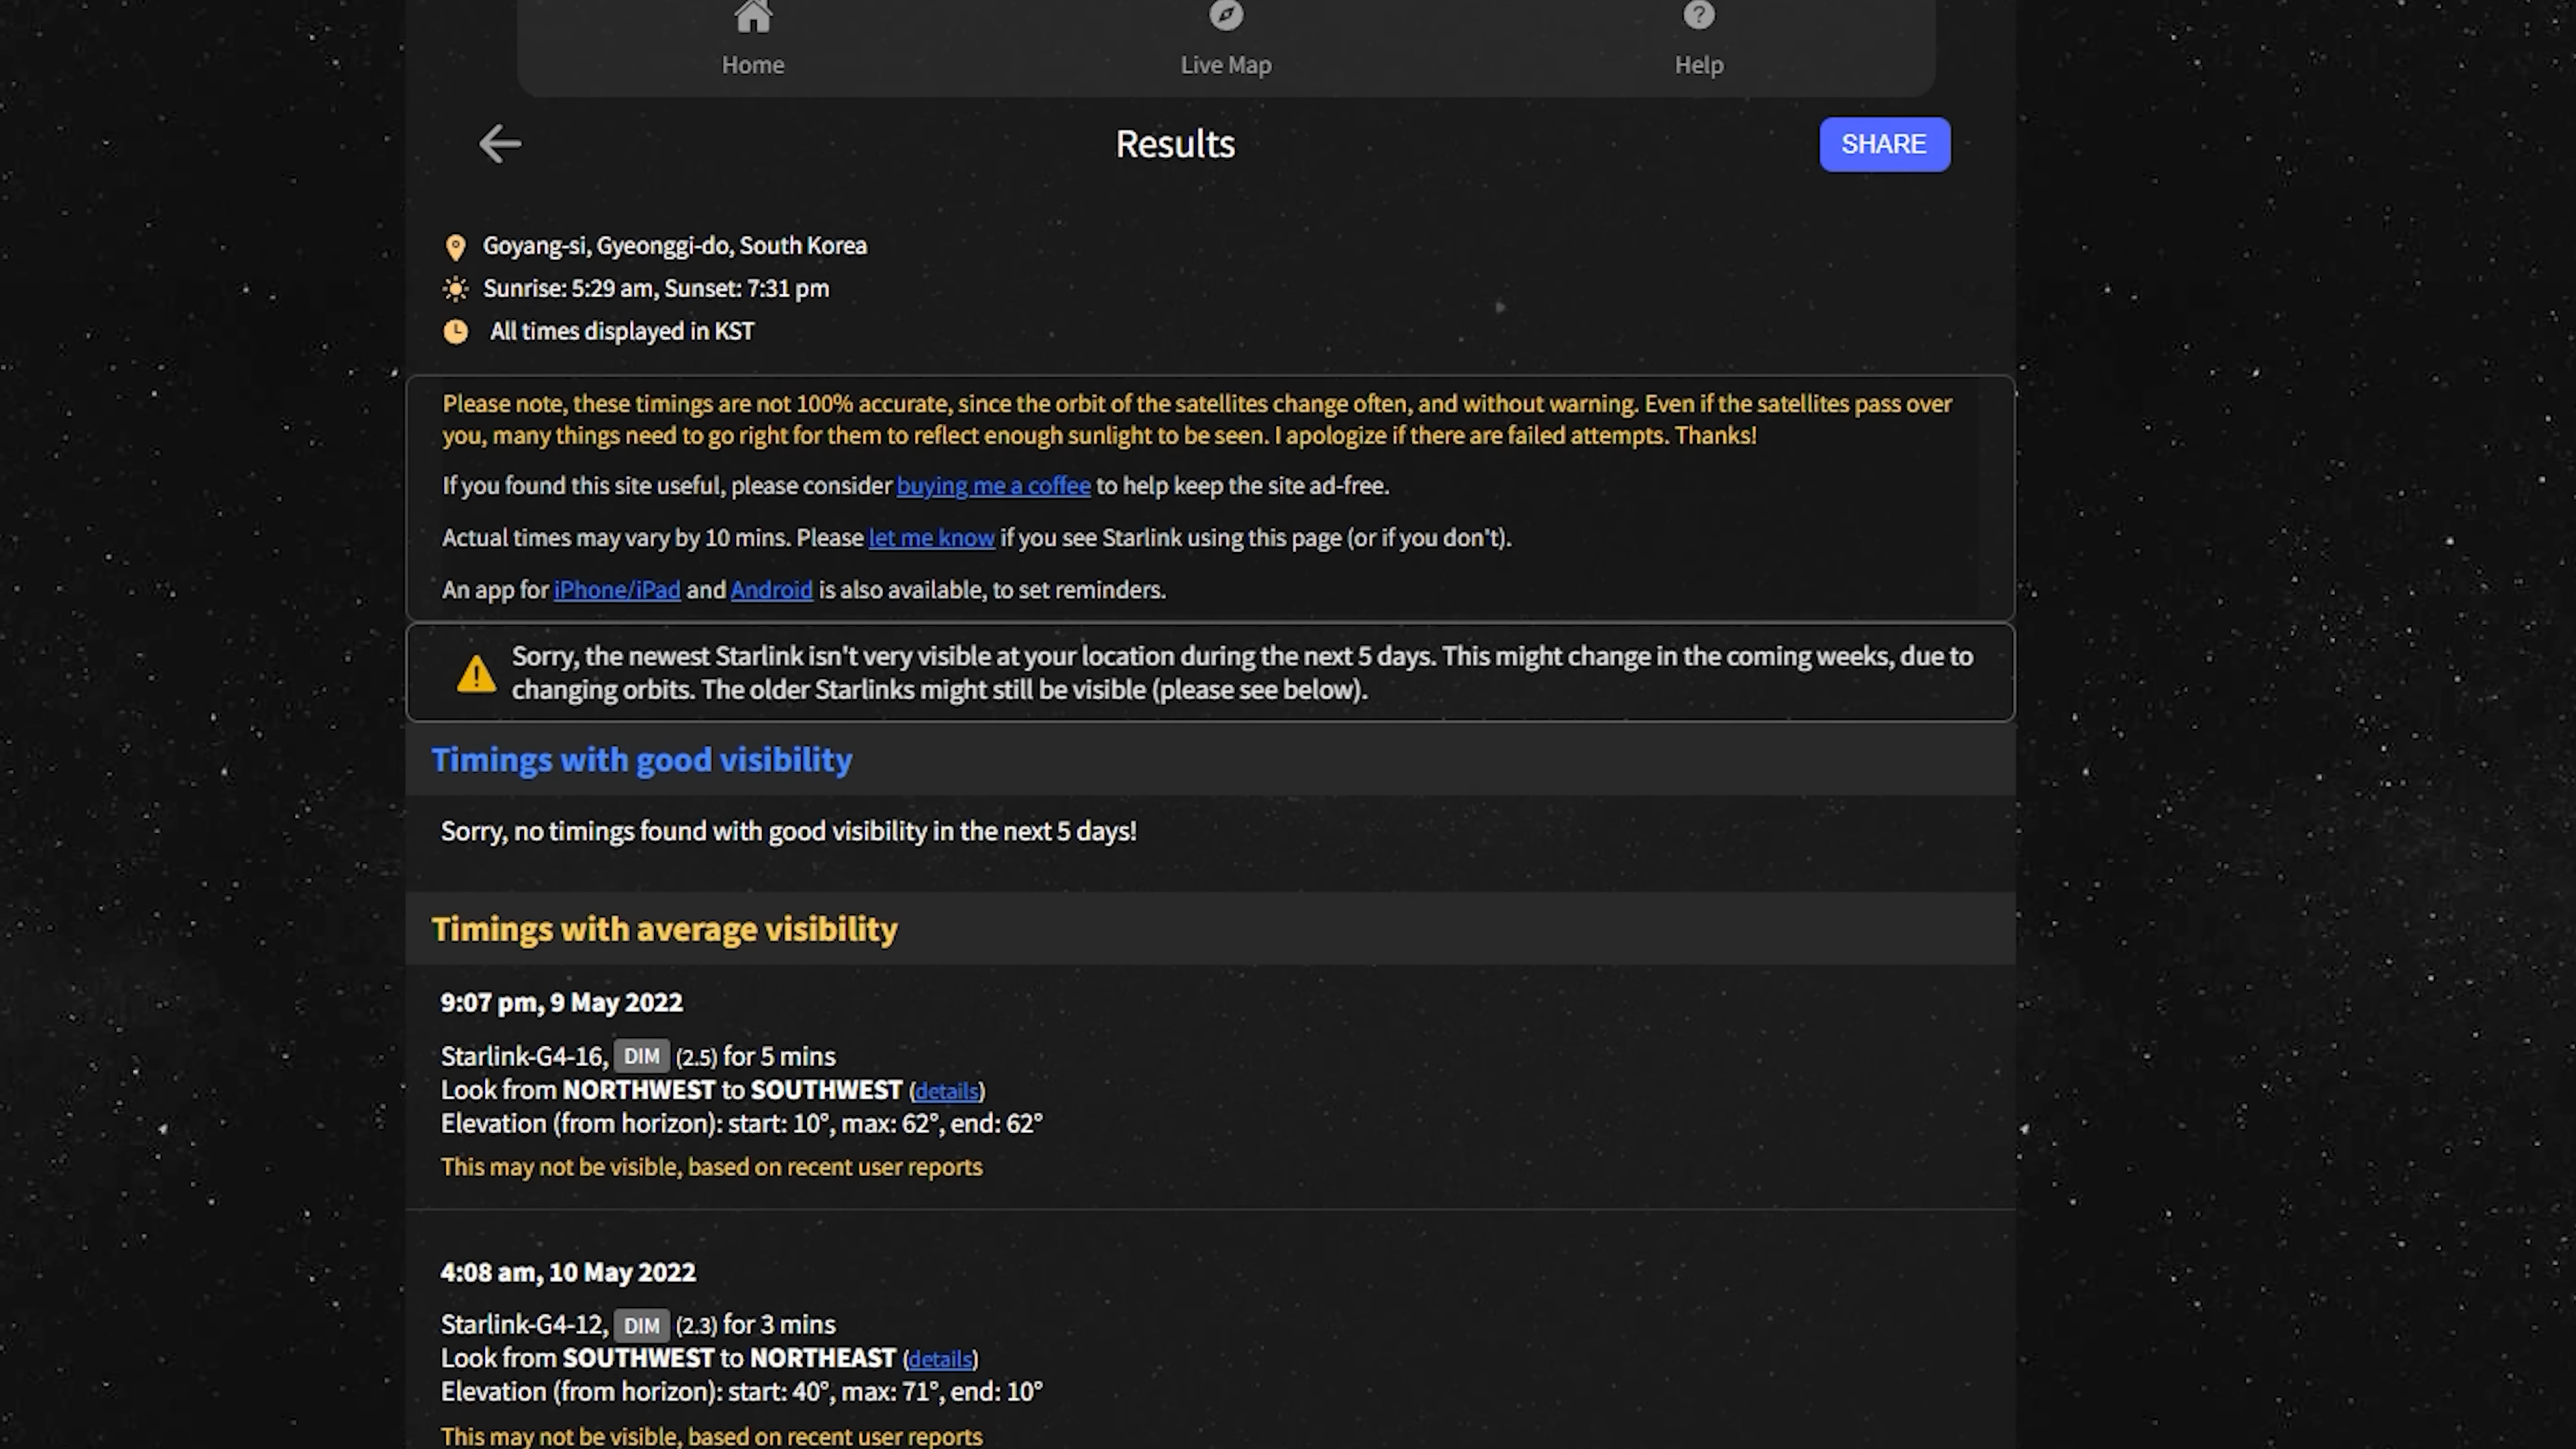 Home
Live Map
Help
Results
SHARE
Goyang-si, Gyeonggi-do, South Korea
Sunrise: 5:29 am, Sunset: 7:31 pm
All times displayed in KST
Please note, these timings are not 100% accurate, since the orbit of the satellites change often, and without warning. Even if the satellites pass over
you, many things need to go right for them to reflect enough sunlight to be seen. I apologize if there are failed attempts. Thanks!
If you found this site useful, please consider buying me a coffee to help keep the site ad-free.
Actual times may vary by 10 mins. Please let me know if you see Starlink using this page (or if you don't).
An app for iPhone/iPad and Android is also available, to set reminders.
Sorry, the newest Starlink isn't very visible at your location during the next 5 days. This might change in the coming weeks, due to
changing orbits. The older Starlinks might still be visible (please see below).
Timings with good visibility
Sorry, no timings found with good visibility in the next 5 days!
Timings with average visibility
9:07 pm, 9 May 2022
Starlink-G4-16, DIM (2.5) for 5 mins
Look from NORTHWEST to SOUTHWEST (details)
Elevation (from horizon): start: 10°, max: 62°, end: 62°
This may not be visible, based on recent user reports
4:08 am, 10 May 2022
Starlink-G4-12, DIM (2.3) for 3 mins
Look from SOUTHWEST to NORTHEAST (details)
Elevation (from horizon): start: 40°, max: 71°, end: 10°
This may not be visible, based on recent user reports